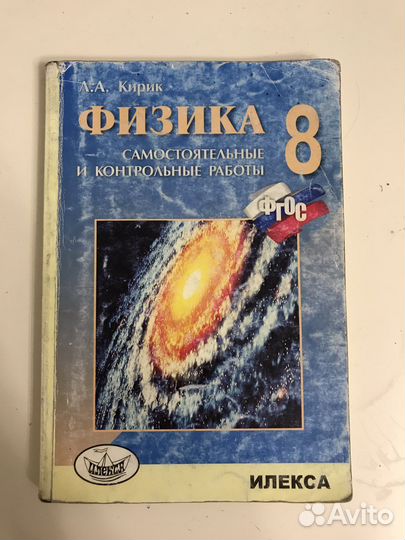 Л.А. Кирик
ФИЗИКА 8
САМОСТОЯТЕЛЬНЫЕ
И КОНТРОЛЬНЫЕ РАБОТЫ
ФГОС
ИЛЕКСА
ИЛЕКСА
Avito